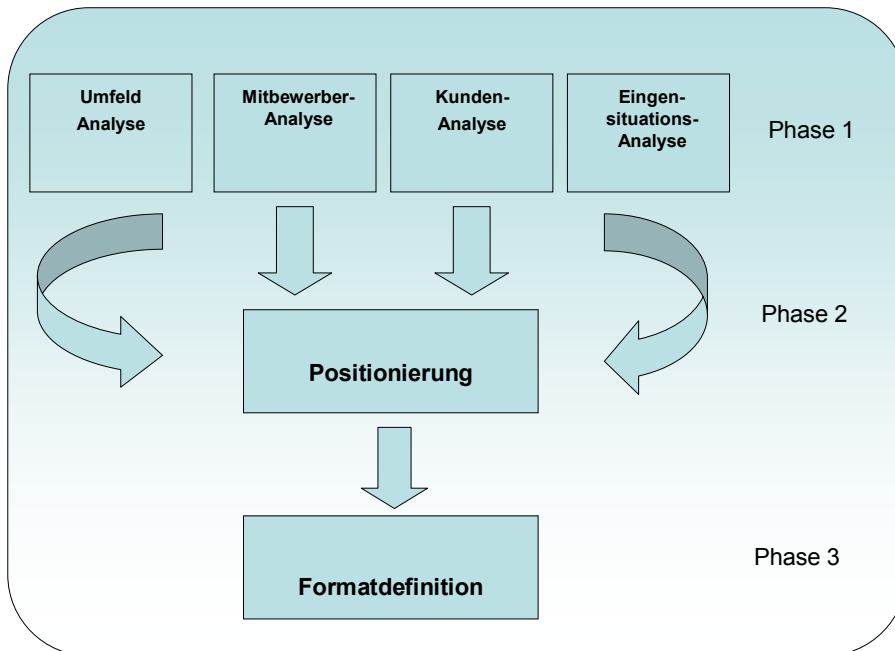 Umfeld
Analyse
Mitbewerber-
Analyse
Kunden-
Analyse
Eingen-
situations-
Analyse
Phase 1
Phase 2
Positionierung
Phase 3
Formatdefinition